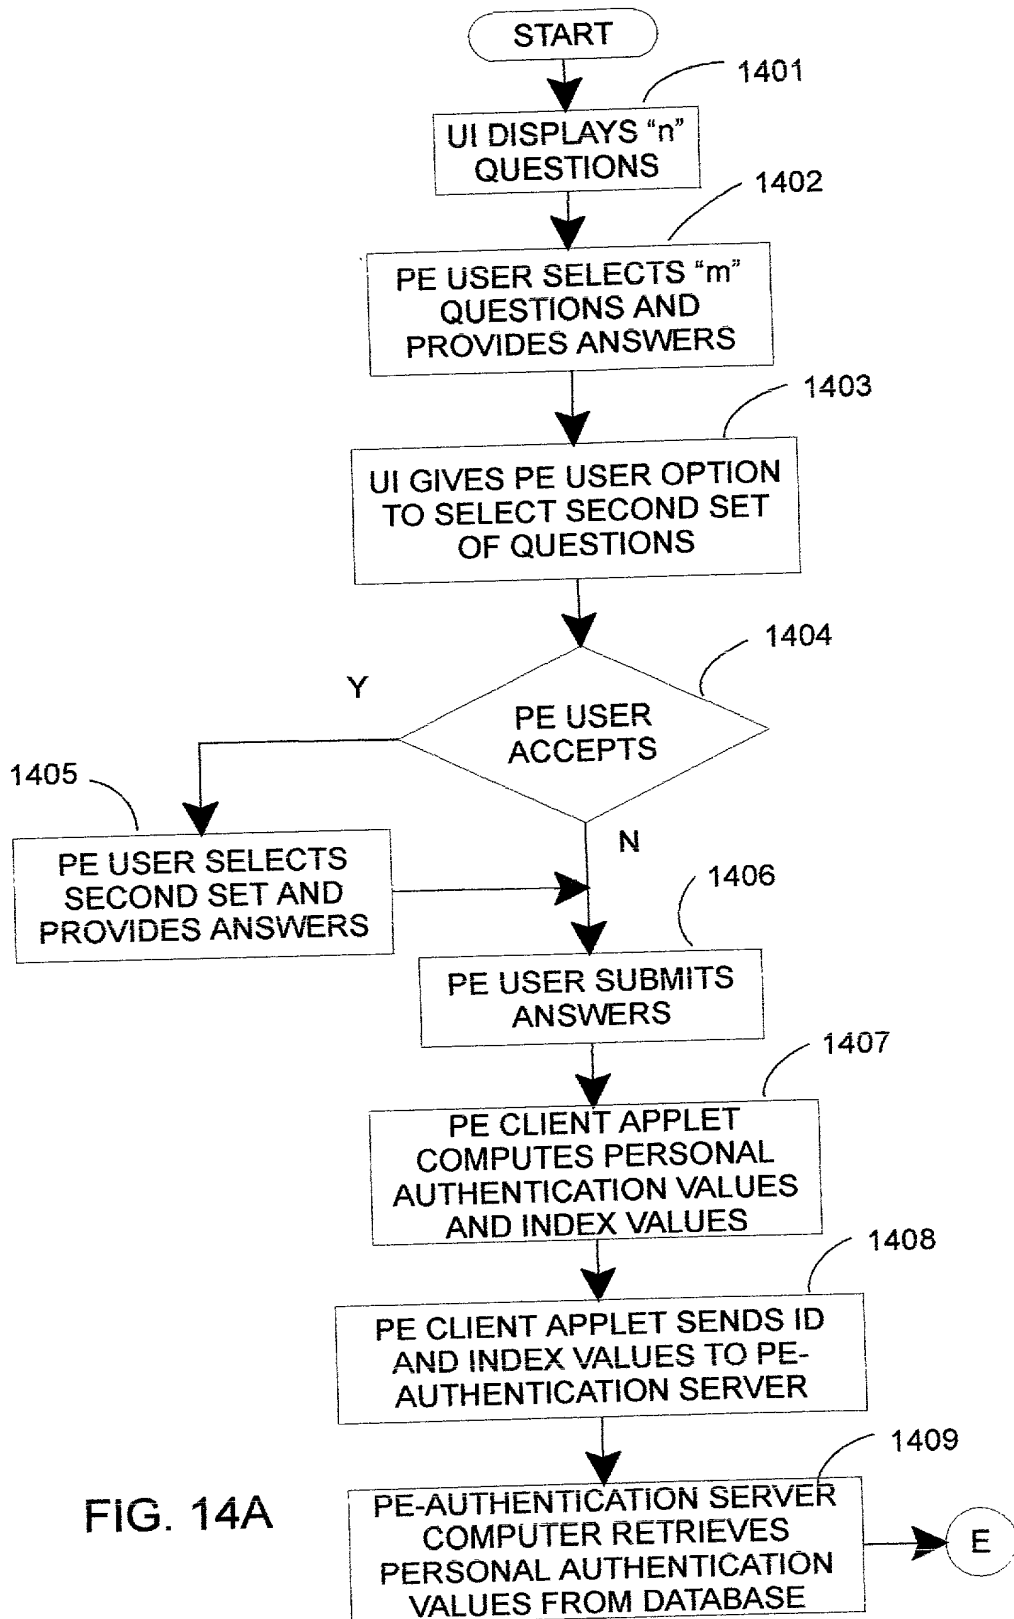 START
1401
UI DISPLAYS “n”
QUESTIONS
1402
PE USER SELECTS “m”
QUESTIONS AND
PROVIDES ANSWERS
1403
UI GIVES PE USER OPTION
TO SELECT SECOND SET
OF QUESTIONS
1404
Y
PE USER
ACCEPTS
1405
N
PE USER SELECTS
SECOND SET AND
PROVIDES ANSWERS
1406
PE USER SUBMITS
ANSWERS
1407
PE CLIENT APPLET
COMPUTES PERSONAL
AUTHENTICATION VALUES
AND INDEX VALUES
1408
PE CLIENT APPLET SENDS ID
AND INDEX VALUES TO PE-
AUTHENTICATION SERVER
1409
PE-AUTHENTICATION SERVER
COMPUTER RETRIEVES
PERSONAL AUTHENTICATION
VALUES FROM DATABASE
E
FIG. 14A